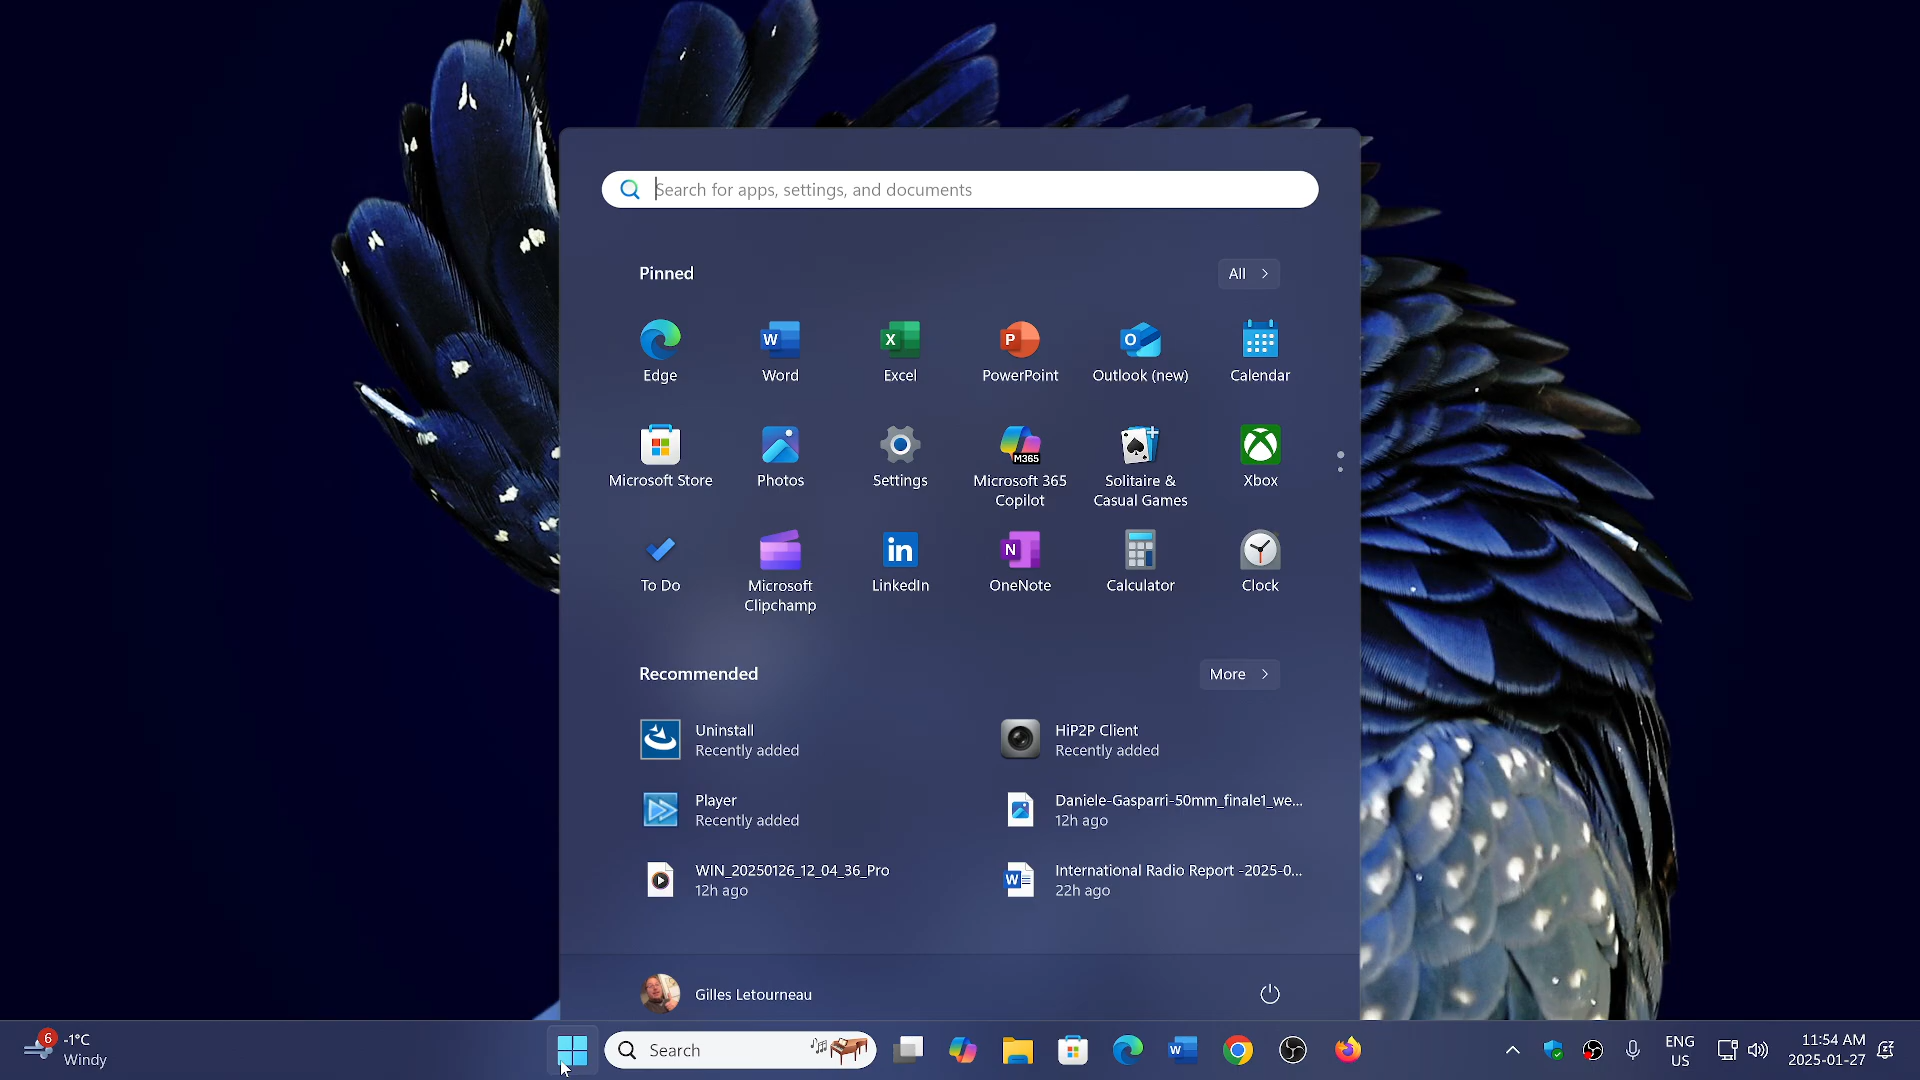 Search for apps, settings, and documents
Pinned
All
Edge
Word
Excel
PowerPoint
Outlook (new)
Calendar
Microsoft Store
Photos
Settings
M365
Microsoft 365
Copilot
Solitaire &
Casual Games
Xbox
To Do
Microsoft
Clipchamp
LinkedIn
OneNote
Calculator
Clock
Recommended
More
Uninstall
Recently added
HiP2P Client
Recently added
Player
Recently added
Daniele-Gasparri-50mm_finale1_we...
12h ago
WIN_20250126_12_04_36_Pro
12h ago
International Radio Report -2025-0...
22h ago
Gilles Letourneau
6
-1°C
Windy
Search
ENG
US
11:54 AM
2025-01-27